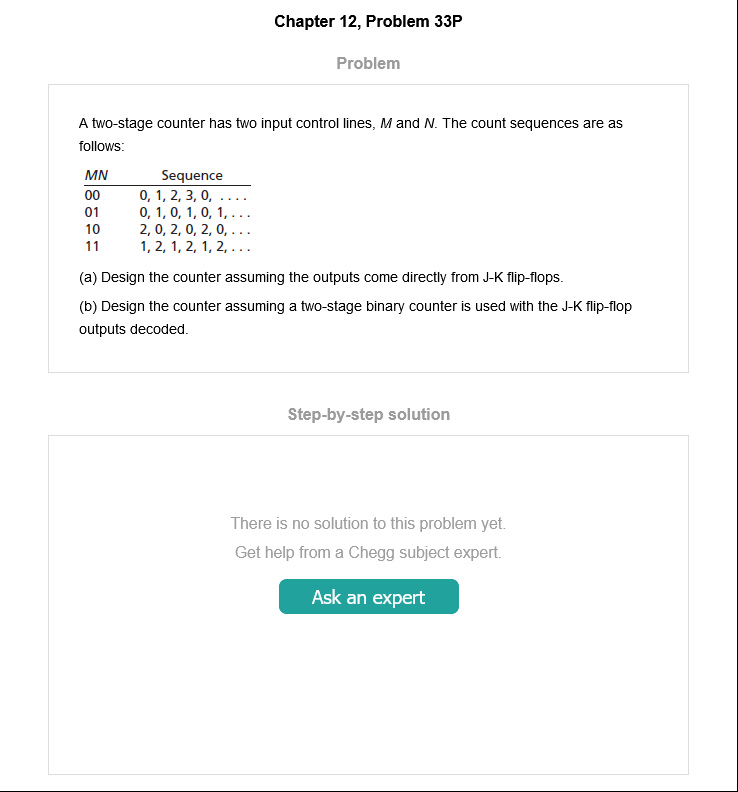 Chapter 12, Problem 33P
Problem
A two-stage counter has two input control lines, M and N. The count sequences are as
follows:
MN Sequence
00 0, 1, 2, 3, 0, . . . .
01 0, 1, 0, 1, 0, 1, . . .
10 2, 0, 2, 0, 2, 0, . . .
11 1, 2, 1, 2, 1, 2, . . .
(a) Design the counter assuming the outputs come directly from J-K flip-flops.
(b) Design the counter assuming a two-stage binary counter is used with the J-K flip-flop
outputs decoded.
Step-by-step solution
There is no solution to this problem yet.
Get help from a Chegg subject expert.
Ask an expert